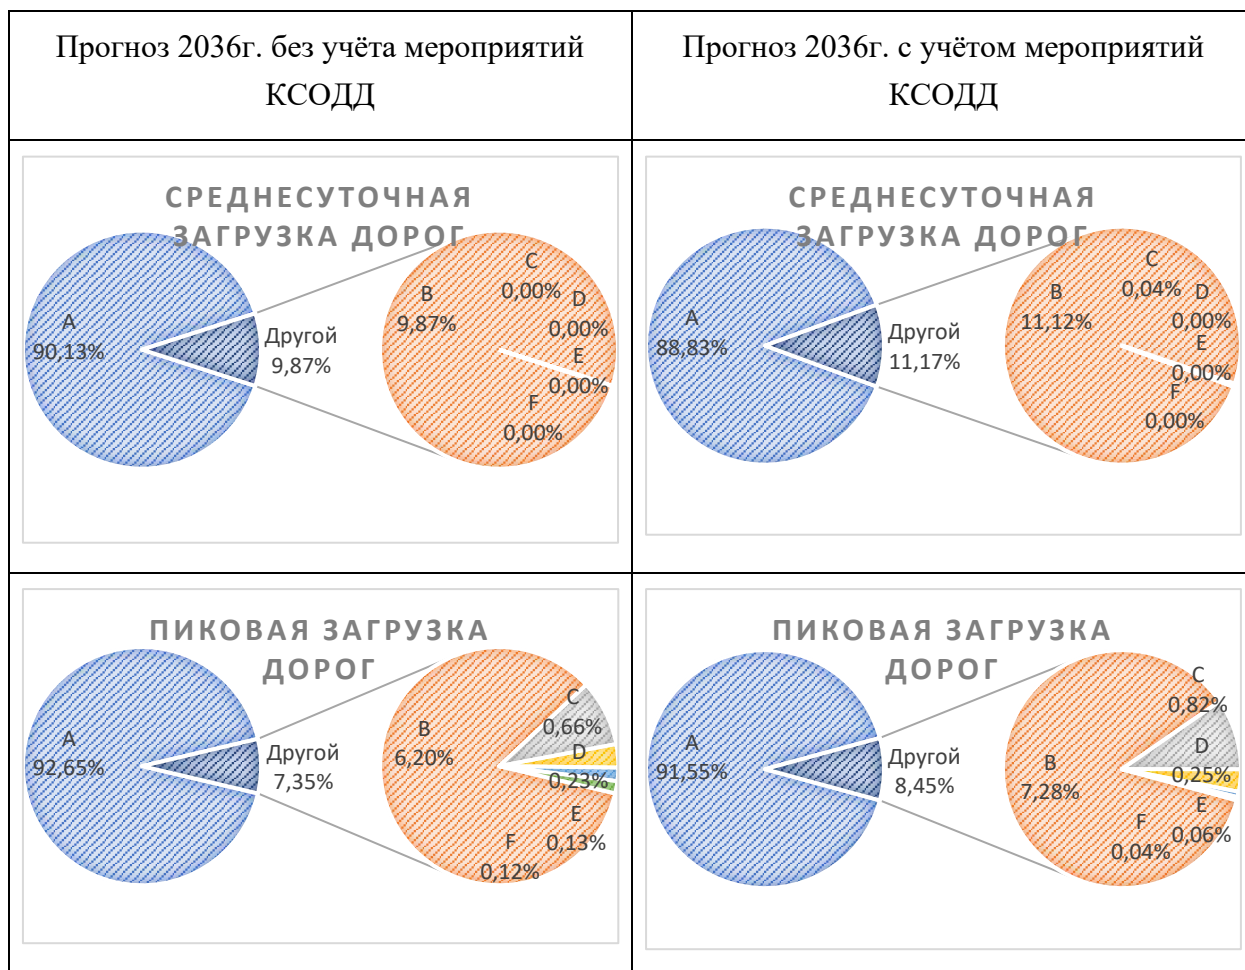 Прогноз 2036г. без учёта мероприятий
КСОДД
Прогноз 2036г. с учётом мероприятий
КСОДД
СРЕДНЕСУТОЧНАЯ
ЗАГРУЗКА ДОРОГ
A
90,13%
Другой
9,87%
B
9,87%
C
0,00%
D
0,00%
E
0,00%
F
0,00%
СРЕДНЕСУТОЧНАЯ
ЗАГРУЗКА ДОРОГ
A
88,83%
Другой
11,17%
B
11,12%
C
0,04%
D
0,00%
E
0,00%
F
0,00%
ПИКОВАЯ ЗАГРУЗКА
ДОРОГ
A
92,65%
Другой
7,35%
B
6,20%
C
0,66%
D
0,23%
E
0,13%
F
0,12%
ПИКОВАЯ ЗАГРУЗКА
ДОРОГ
A
91,55%
Другой
8,45%
B
7,28%
C
0,82%
D
0,25%
E
0,06%
F
0,04%